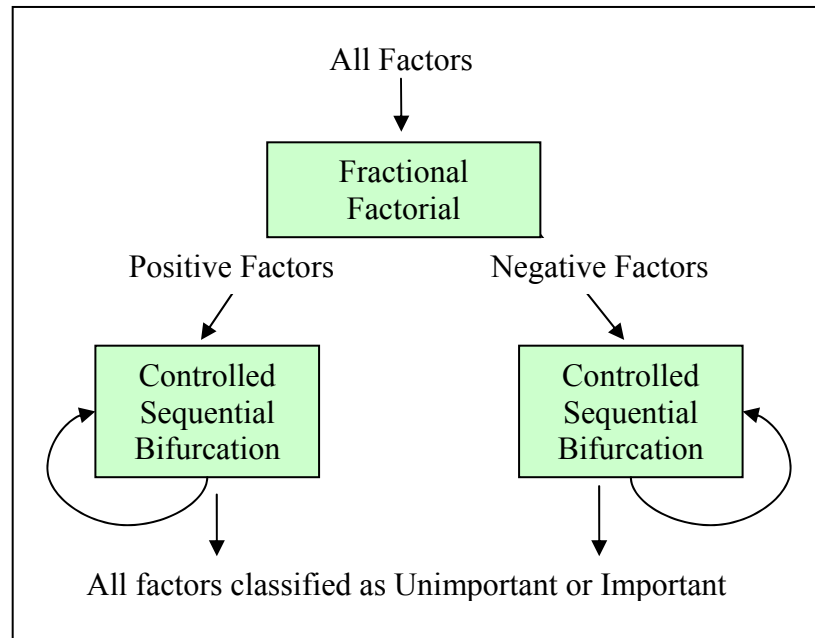 All Factors
Fractional
Factorial
Positive Factors
Negative Factors
Controlled
Sequential
Bifurcation
Controlled
Sequential
Bifurcation
All factors classified as Unimportant or Important